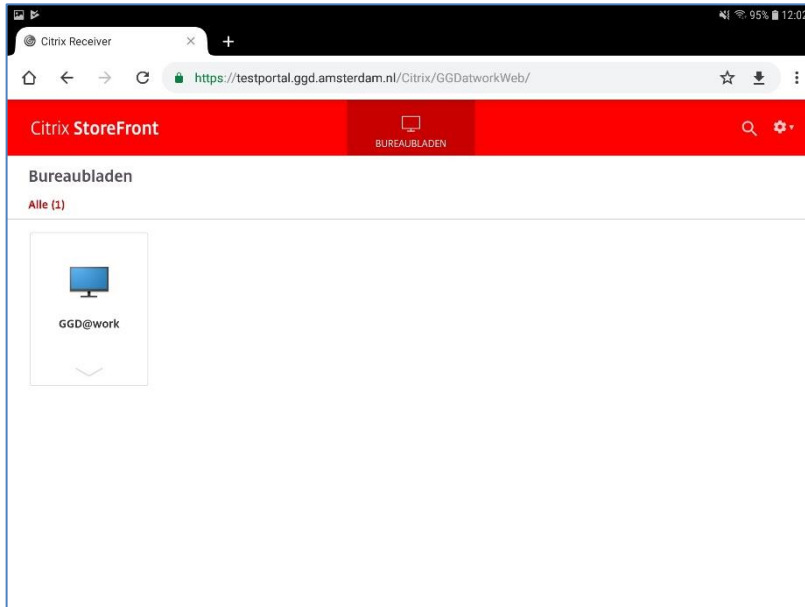 95% 12:02
Citrix Receiver
https://testportal.ggd.amsterdam.nl/Citrix/GGDatworkWeb/
Citrix StoreFront
BUREAUBLADEN
Bureaubladen
Alle (1)
GGD@work